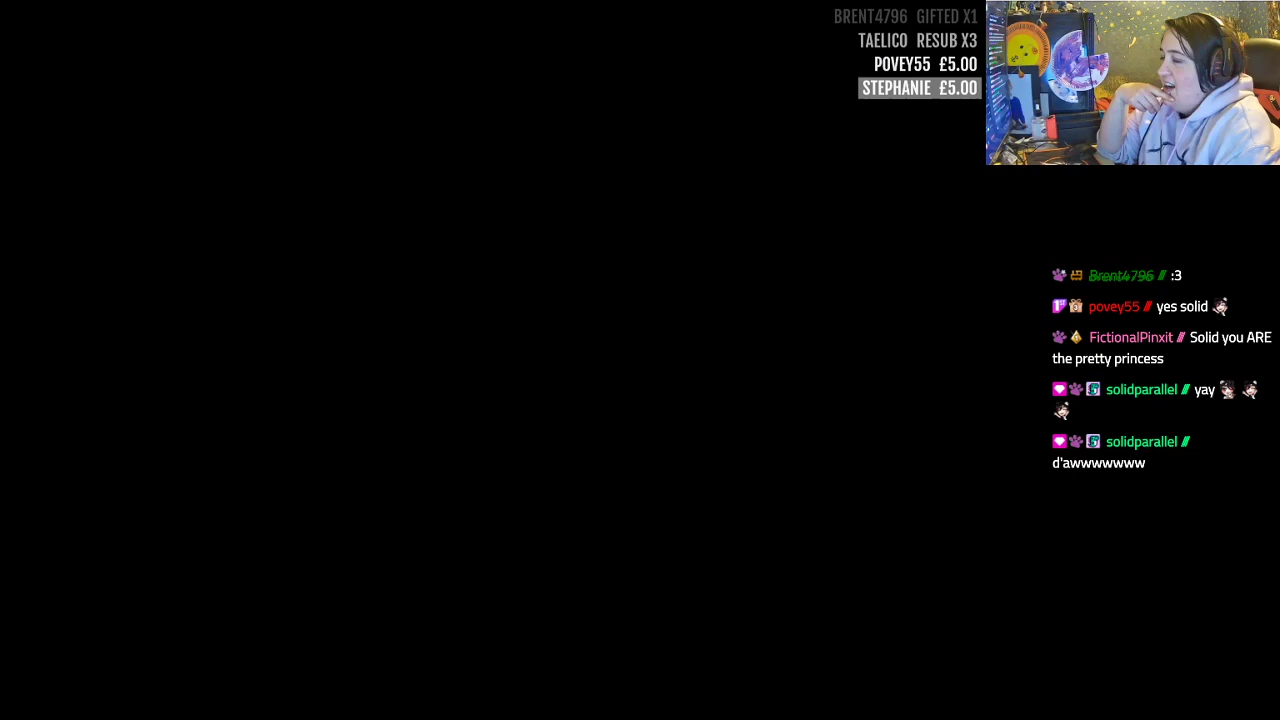 BRENT4796 GIFTED X1
TAELICO RESUB X3
POVEY55 £5.00
STEPHANIE £5.00
Brent4796 // :3
povey55 // yes solid
FictionalPinxit // Solid you ARE
the pretty princess
solidparallel // yay
solidparallel //
d'awwwwwww